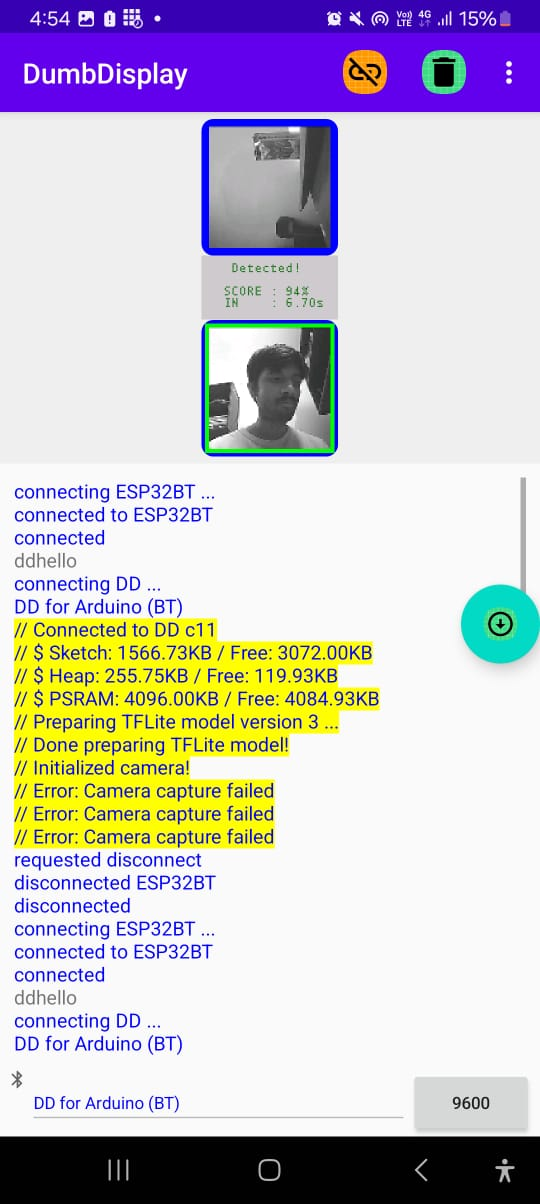 4:54 Vo)) LTE 4G 15%
DumbDisplay
Detected!
SCORE : 94%
IN : 6.70s
connecting ESP32BT ...
connected to ESP32BT
connected
ddhello
connecting DD ...
DD for Arduino (BT)
// Connected to DD c11
// $ Sketch: 1566.73KB / Free: 3072.00KB
// $ Heap: 255.75KB / Free: 119.93KB
// $ PSRAM: 4096.00KB / Free: 4084.93KB
// Preparing TFLite model version 3 ...
// Done preparing TFLite model!
// Initialized camera!
// Error: Camera capture failed
// Error: Camera capture failed
// Error: Camera capture failed
requested disconnect
disconnected ESP32BT
disconnected
connecting ESP32BT ...
connected to ESP32BT
connected
ddhello
connecting DD ...
DD for Arduino (BT)
DD for Arduino (BT)
9600